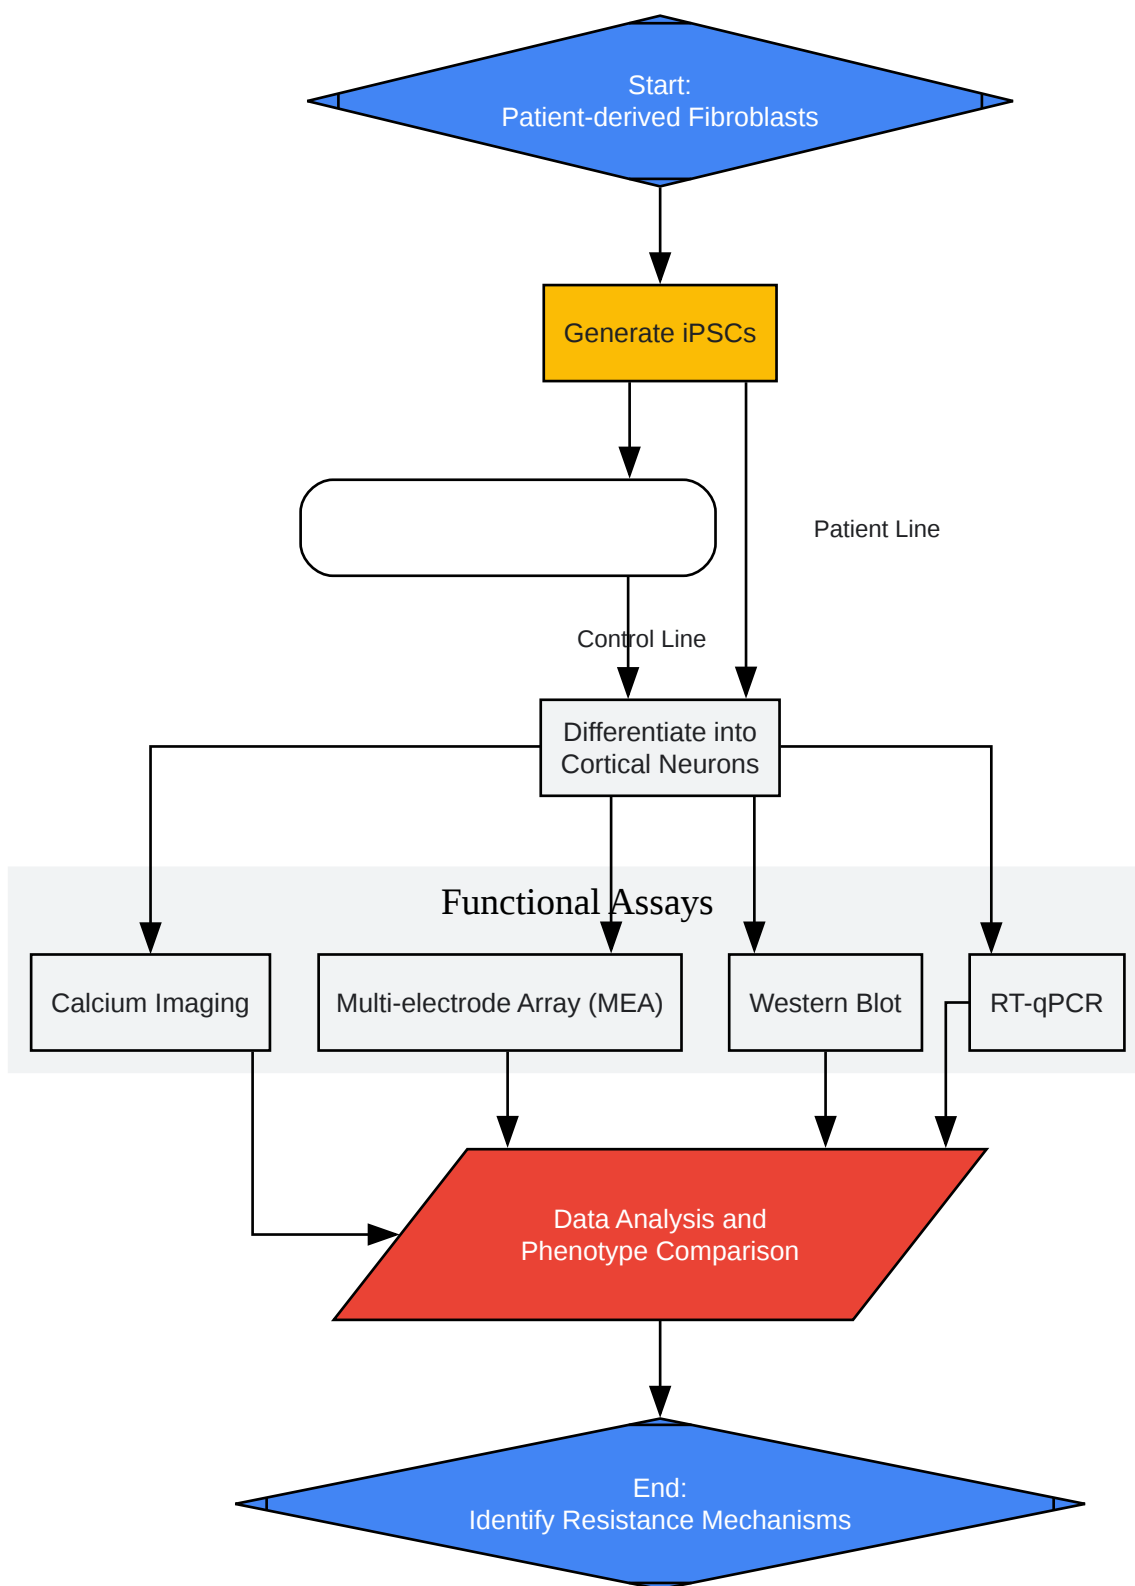 Start:
Patient-derived Fibroblasts
Generate iPSCs
Patient Line
Control Line
Differentiate into
Cortical Neurons
Functional Assays
Calcium Imaging
Multi-electrode Array (MEA)
Western Blot
RT-qPCR
Data Analysis and
Phenotype Comparison
End:
Identify Resistance Mechanisms